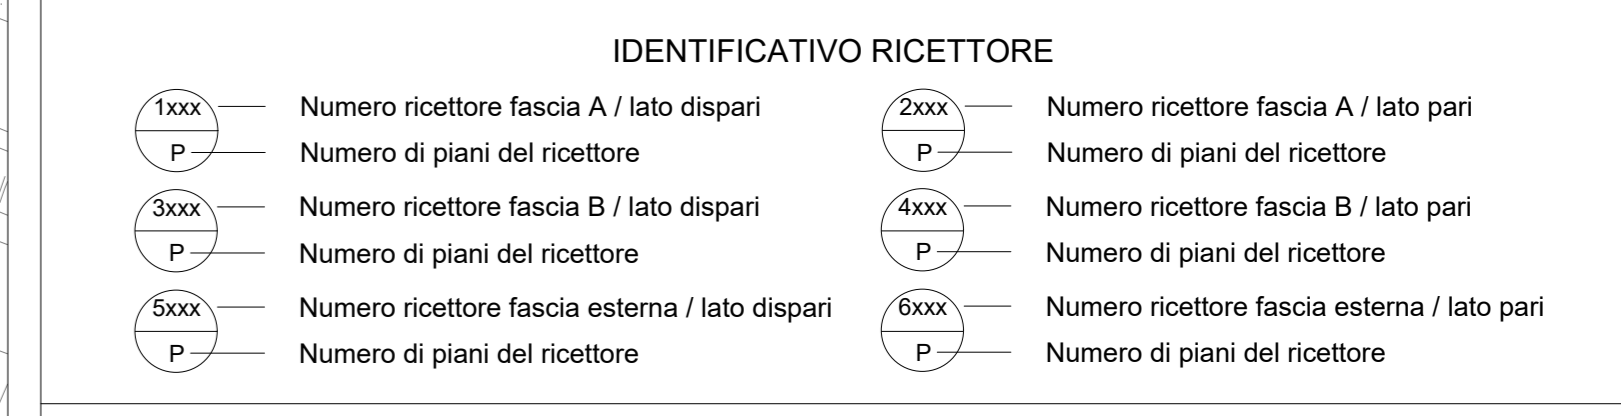 IDENTIFICATIVO RICETTORE
1xxx Numero ricettore fascia A / lato dispari
P Numero di piani del ricettore
2xxx Numero ricettore fascia A / lato pari
P Numero di piani del ricettore
3xxx Numero ricettore fascia B / lato dispari
P Numero di piani del ricettore
4xxx Numero ricettore fascia B / lato pari
P Numero di piani del ricettore
5xxx Numero ricettore fascia esterna / lato dispari
P Numero di piani del ricettore
6xxx Numero ricettore fascia esterna / lato pari
P Numero di piani del ricettore